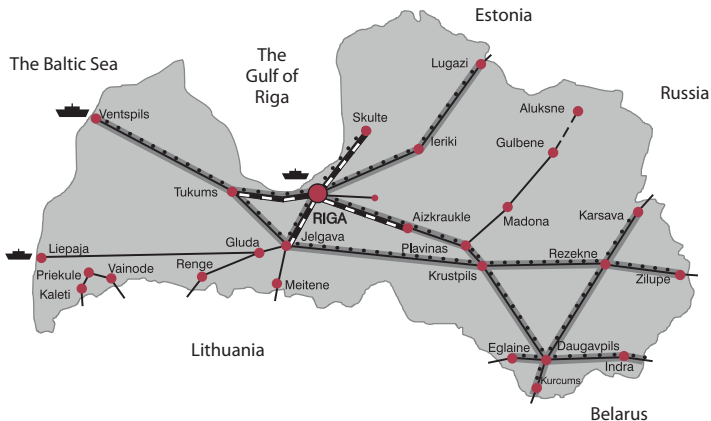 Estonia
The Baltic Sea
The
Gulf of
Riga
Lugazi
Russia
Ventspils
Skulte
Aluksne
Ieriki
Gulbene
Tukums
RIGA
Aizkraukle
Madona
Karsava
Liepaja
Gluda
Jelgava
Plavinas
Rezekne
Priekule
Vainode
Renge
Krustpils
Zilupe
Kaleti
Meitene
Lithuania
Eglaine
Daugavpils
Indra
Kurcums
Belarus